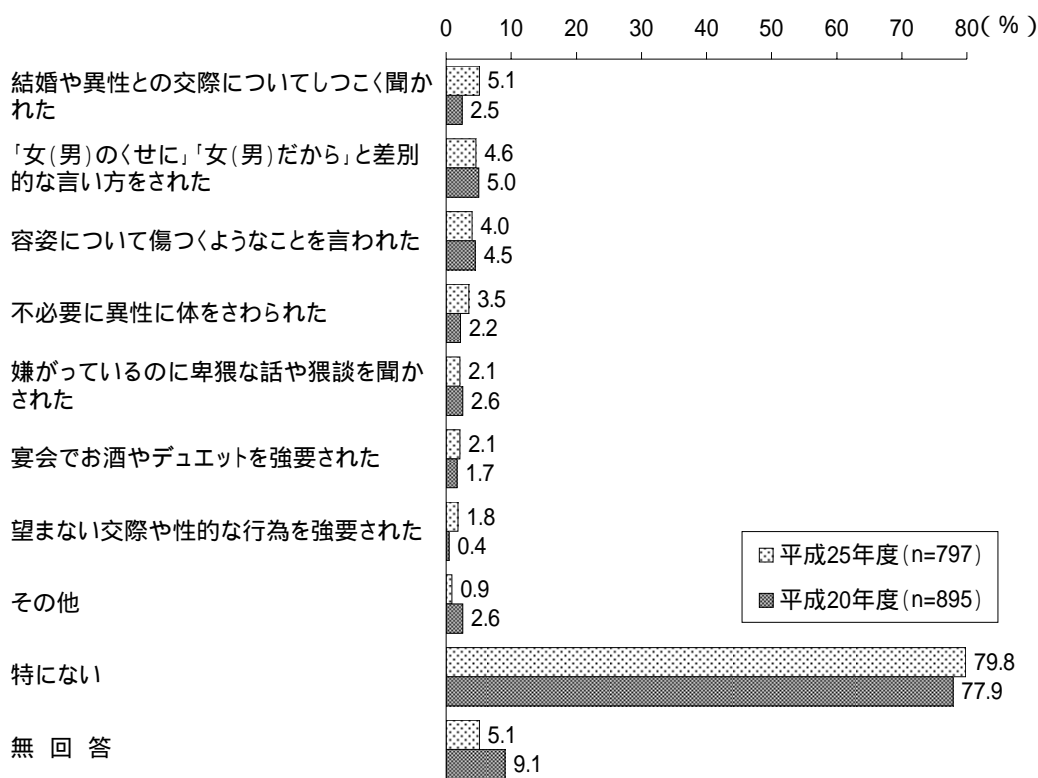 0 10 20 30 40 50 60 70 80(%)
結婚や異性との交際についてしつこく聞か
れた
5.1
2.5
「女(男)のくせに」「女(男)だから」と差別
的な言い方をされた
4.6
5.0
容姿について傷つくようなことを言われた
4.0
4.5
不必要に異性に体をさわられた
3.5
2.2
嫌がっているのに卑猥な話や猥談を聞か
された
2.1
2.6
宴会でお酒やデュエットを強要された
2.1
1.7
望まない交際や性的な行為を強要された
1.8
0.4
平成25年度(n=797)
平成20年度(n=895)
その他
0.9
2.6
特にない
79.8
77.9
無 回 答
5.1
9.1